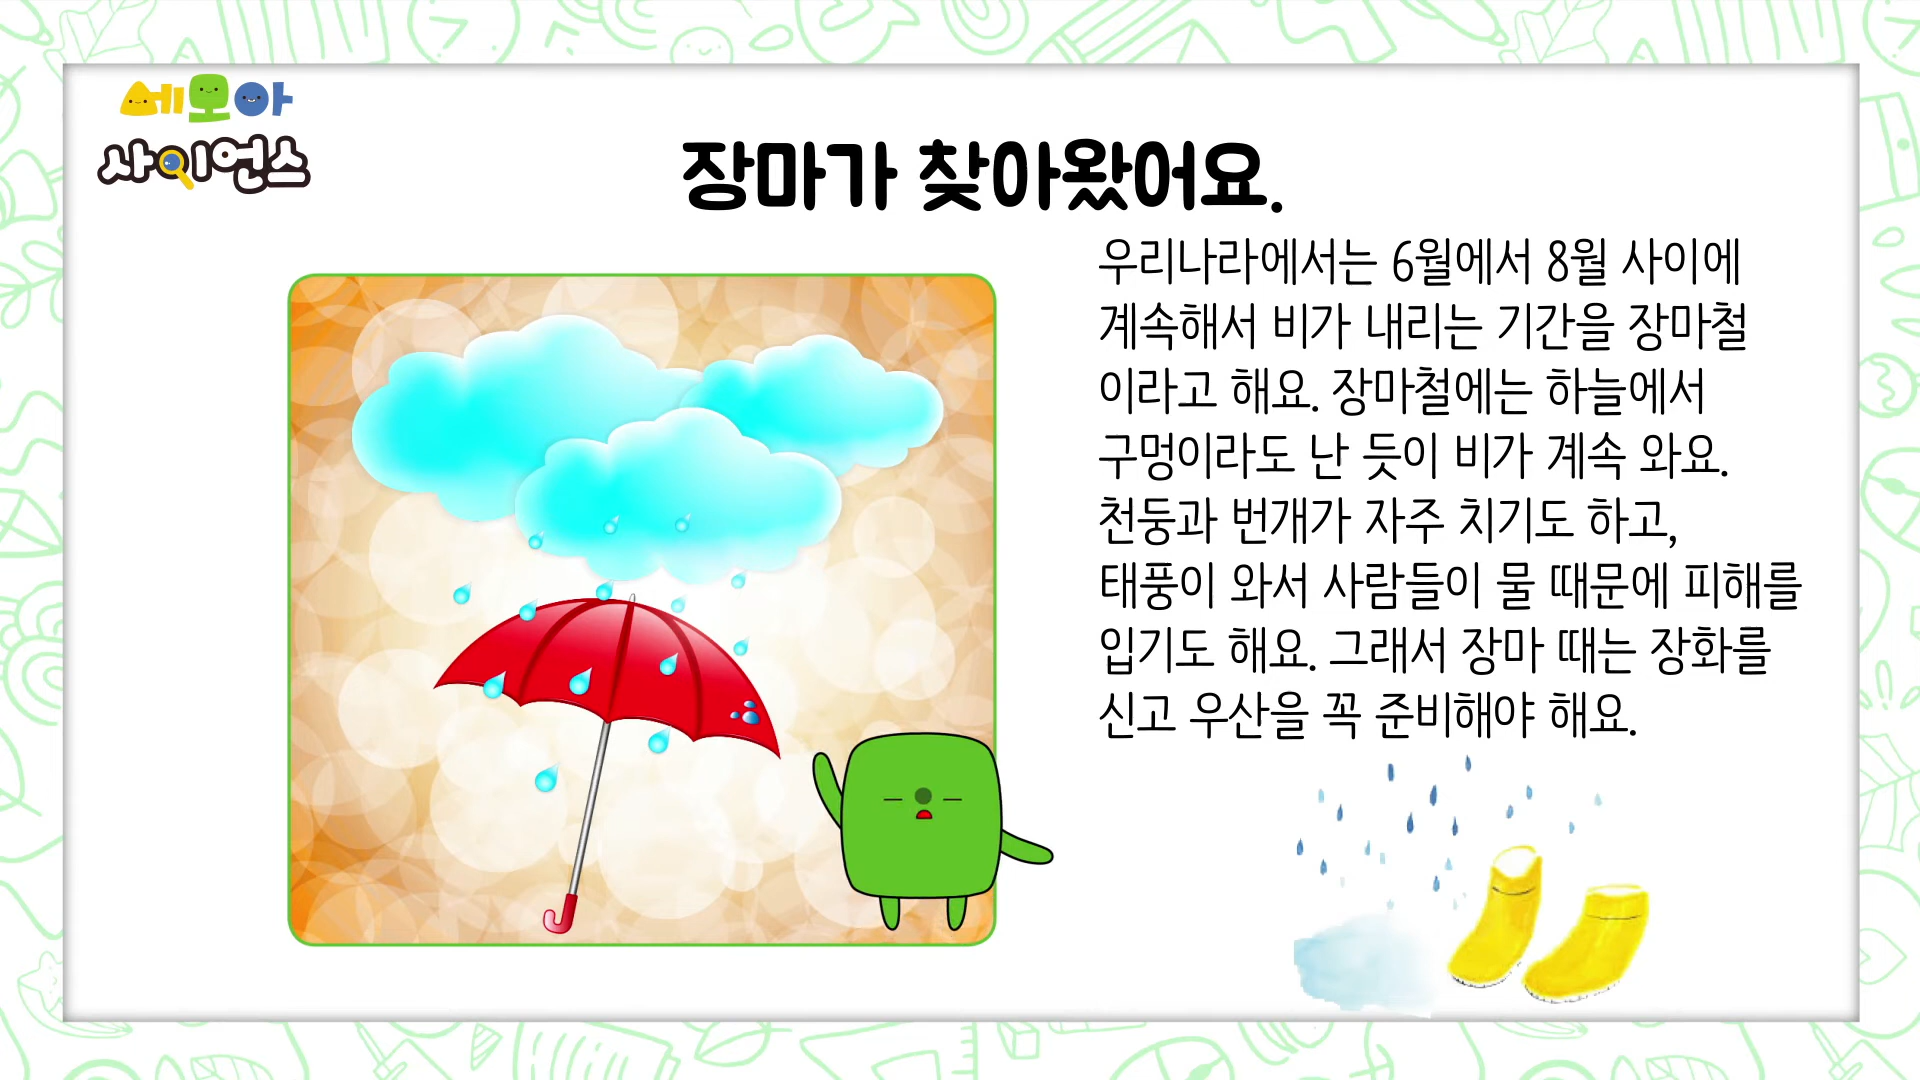 세모아
사이언스
장마가 찾아왔어요.
우리나라에서는 6월에서 8월 사이에
계속해서 비가 내리는 기간을 장마철
이라고 해요. 장마철에는 하늘에서
구멍이라도 난 듯이 비가 계속 와요.
천둥과 번개가 자주 치기도 하고,
태풍이 와서 사람들이 물 때문에 피해를
입기도 해요. 그래서 장마 때는 장화를
신고 우산을 꼭 준비해야 해요.